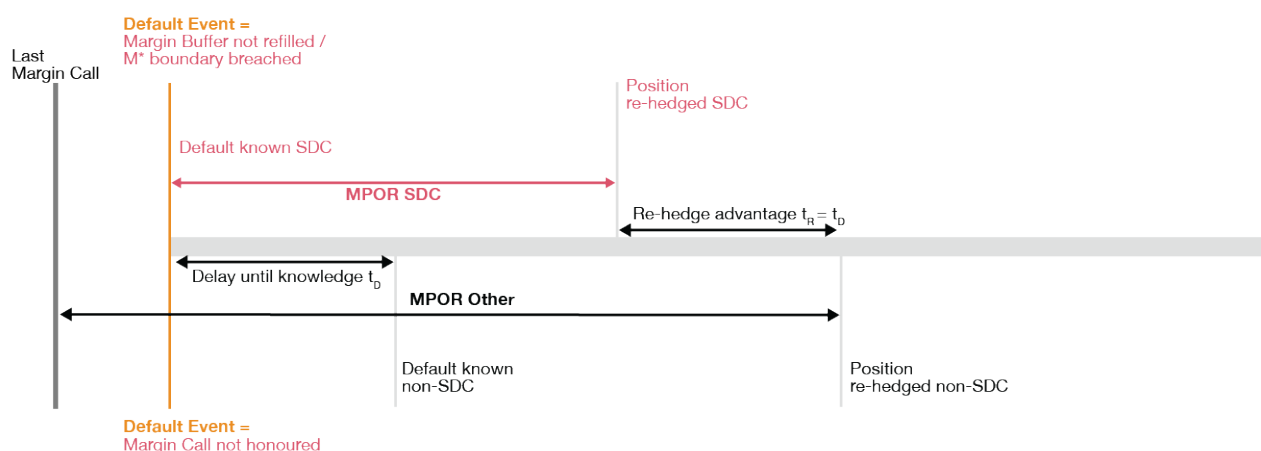 Default Event =
Margin Buffer not refilled /
M* boundary breached
Last
Margin Call
Position
re-hedged SDC
Default known SDC
MPOR SDC
Re-hedge advantage tR = tD
Delay until knowledge tD
MPOR Other
Default known
non-SDC
Position
re-hedged non-SDC
Default Event =
Margin Call not honoured